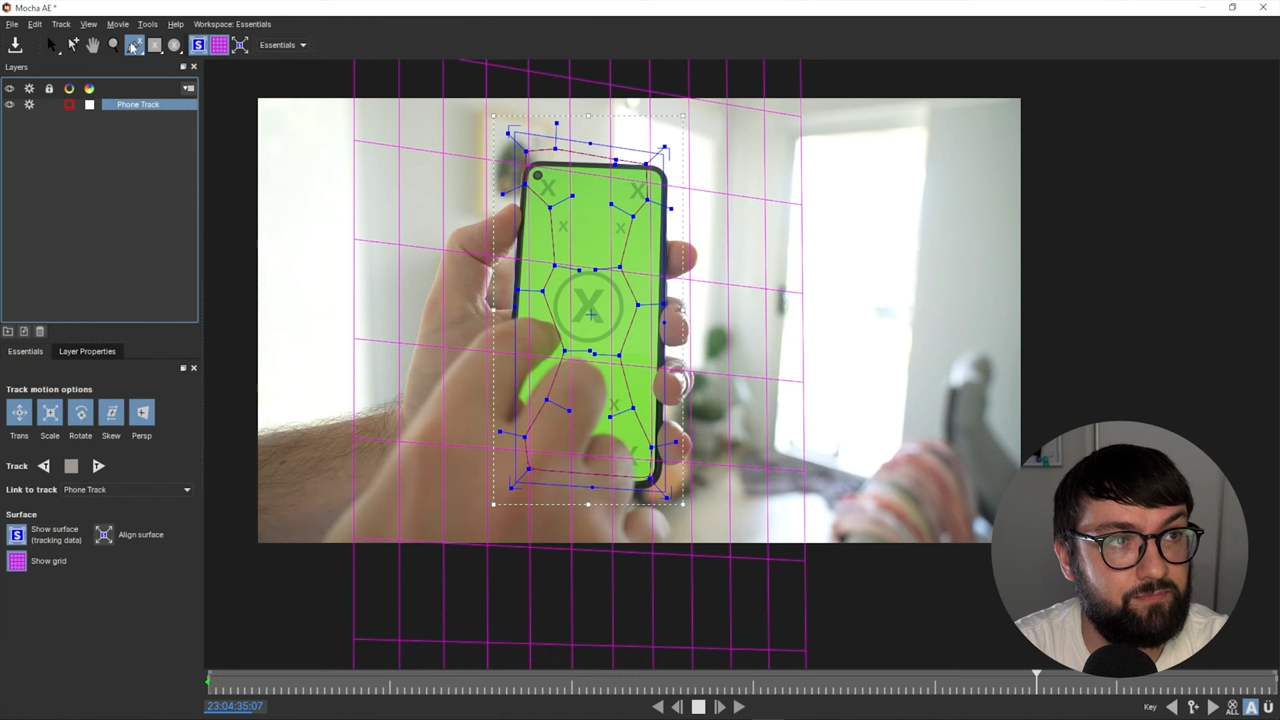 Mocha AE *
File Edit Track View Movie Tools Help Workspace: Essentials
S Essentials
Layers
Phone Track
Essentials Layer Properties
Track motion options
Trans Scale Rotate Skew Persp
Track
Link to track Phone Track
Surface
S Show surface (tracking data) Align surface
Show grid
X X
X X
X
X
X
23:04:35:07
Key ALL A Ü